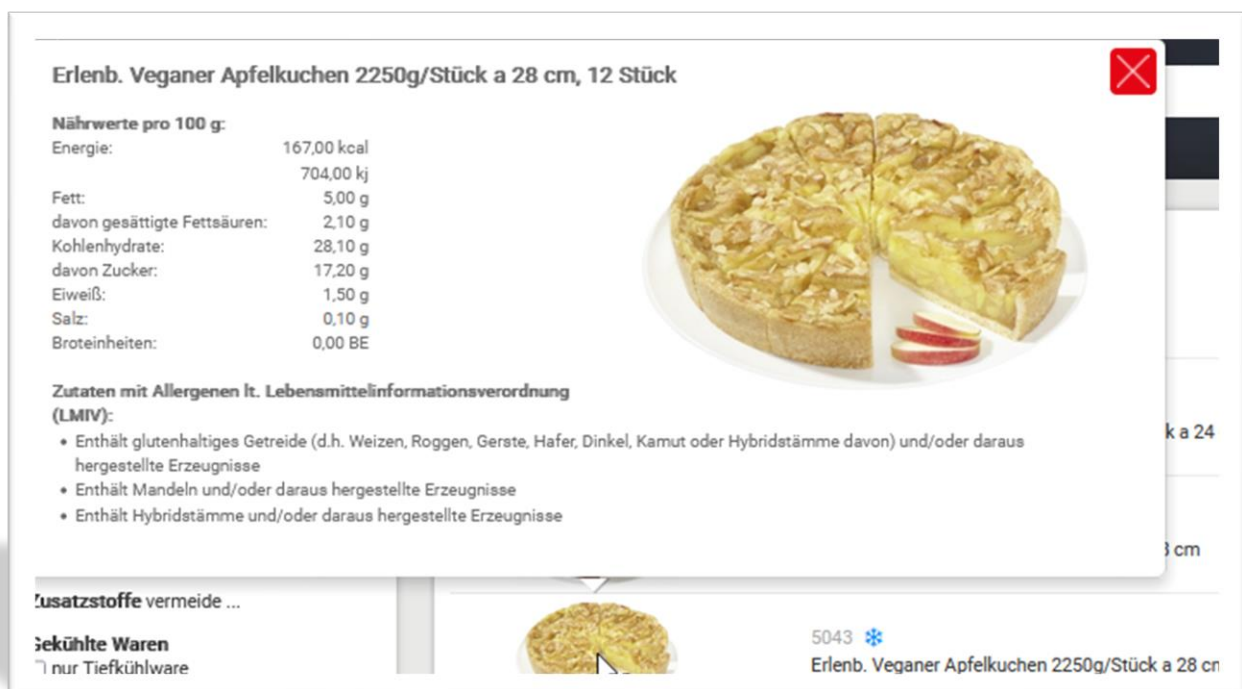 Erlenb. Veganer Apfelkuchen 2250g/Stück a 28 cm, 12 Stück
Nährwerte pro 100 g:
Energie: 167,00 kcal
704,00 kj
Fett: 5,00 g
davon gesättigte Fettsäuren: 2,10 g
Kohlenhydrate: 28,10 g
davon Zucker: 17,20 g
Eiweiß: 1,50 g
Salz: 0,10 g
Broteinheiten: 0,00 BE
Zutaten mit Allergenen lt. Lebensmittelinformationsverordnung
(LMIV):
• Enthält glutenhaltiges Getreide (d.h. Weizen, Roggen, Gerste, Hafer, Dinkel, Kamut oder Hybridstämme davon) und/oder daraus
hergestellte Erzeugnisse
• Enthält Mandeln und/oder daraus hergestellte Erzeugnisse
• Enthält Hybridstämme und/oder daraus hergestellte Erzeugnisse
k a 24
cm
Zusatzstoffe vermeide ...
Gekühlte Waren
nur Tiefkühlware
5043
Erlenb. Veganer Apfelkuchen 2250g/Stück a 28 cm